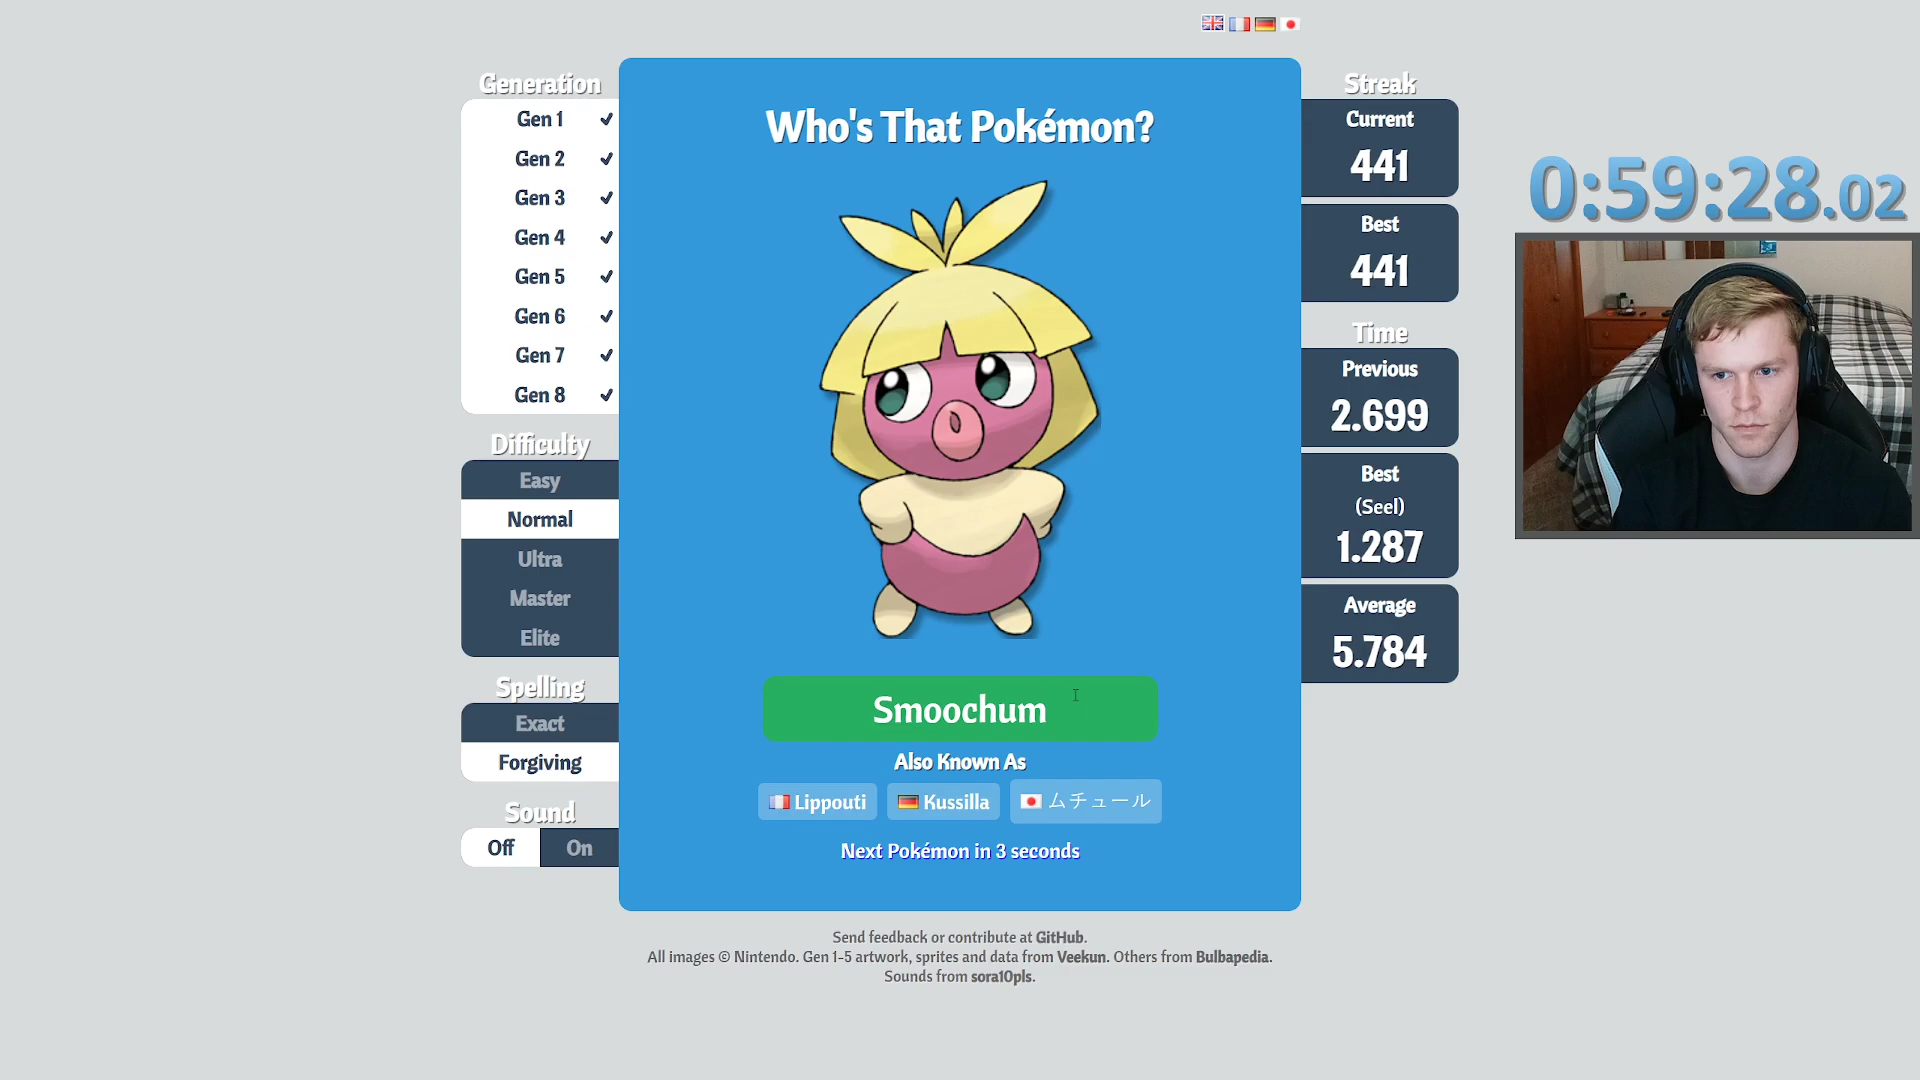 Generation
Gen 1 ✓
Gen 2 ✓
Gen 3 ✓
Gen 4 ✓
Gen 5 ✓
Gen 6 ✓
Gen 7 ✓
Gen 8 ✓
Difficulty
Easy
Normal
Ultra
Master
Elite
Spelling
Exact
Forgiving
Sound
Off On
Who's That Pokémon?
Smoochum
Also Known As
Lippouti Kussilla ムチュール
Next Pokémon in 3 seconds
Streak
Current
441
Best
441
Time
Previous
2.699
Best
(Seel)
1.287
Average
5.784
0:59:28.02
Send feedback or contribute at GitHub.
All images © Nintendo. Gen 1-5 artwork, sprites and data from Veekun. Others from Bulbapedia.
Sounds from sora10pls.